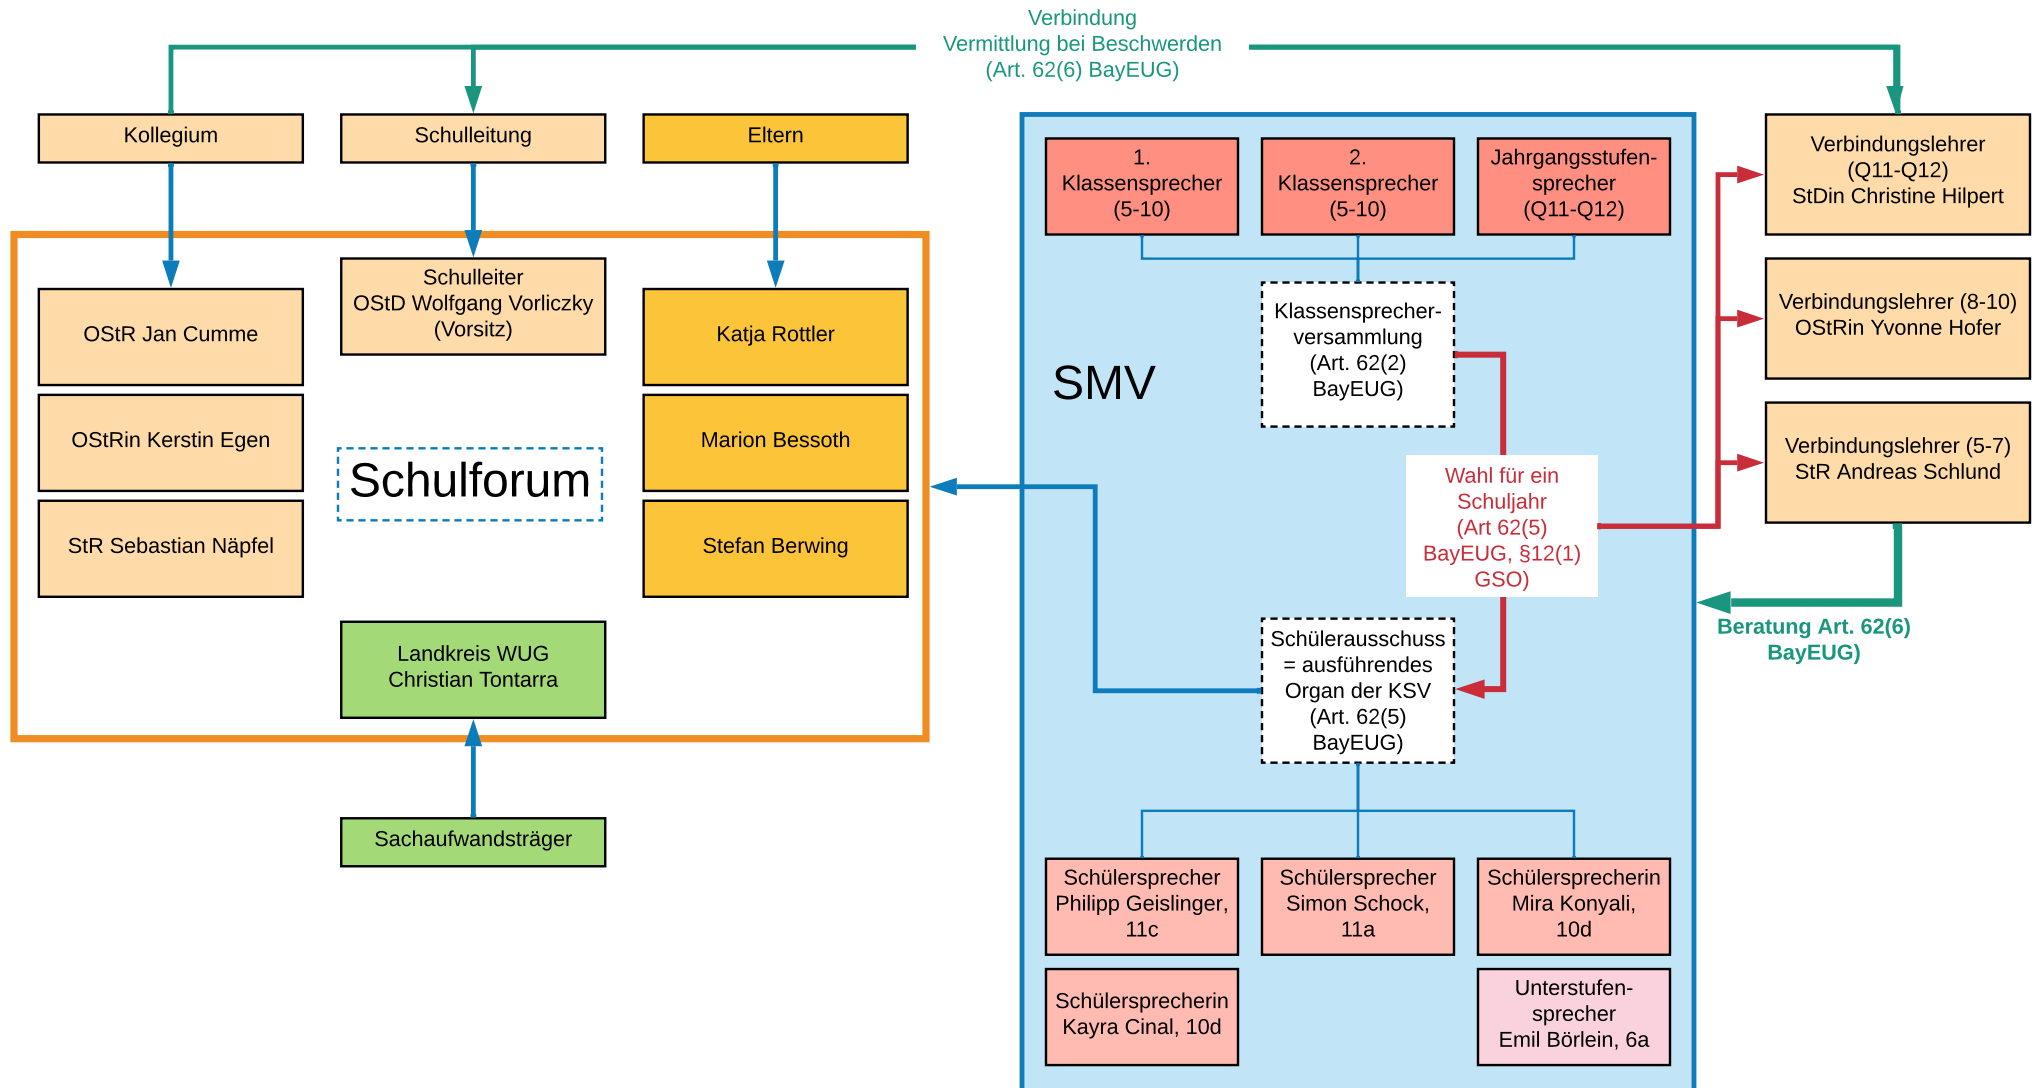 Verbindung
Vermittlung bei Beschwerden
(Art. 62(6) BayEUG)
Kollegium
Schulleitung
Eltern
OStR Jan Cumme
OStRin Kerstin Egen
StR Sebastian Näpfel
Schulleiter
OStD Wolfgang Vorliczky
(Vorsitz)
Schulforum
Katja Rottler
Marion Bessoth
Stefan Berwing
Landkreis WUG
Christian Tontarra
Sachaufwandsträger
SMV
1.
Klassensprecher
(5-10)
2.
Klassensprecher
(5-10)
Jahrgangsstufen-
sprecher
(Q11-Q12)
Klassensprecher-
versammlung
(Art. 62(2)
BayEUG)
Wahl für ein
Schuljahr
(Art 62(5)
BayEUG, §12(1)
GSO)
Schülerausschuss
= ausführendes
Organ der KSV
(Art. 62(5)
BayEUG)
Schülersprecher
Philipp Geislinger,
11c
Schülersprecher
Simon Schock,
11a
Schülersprecherin
Mira Konyali,
10d
Schülersprecherin
Kayra Cinal, 10d
Unterstufen-
sprecher
Emil Börlein, 6a
Verbindungslehrer
(Q11-Q12)
StDin Christine Hilpert
Verbindungslehrer (8-10)
OStRin Yvonne Hofer
Verbindungslehrer (5-7)
StR Andreas Schlund
Beratung Art. 62(6)
BayEUG)